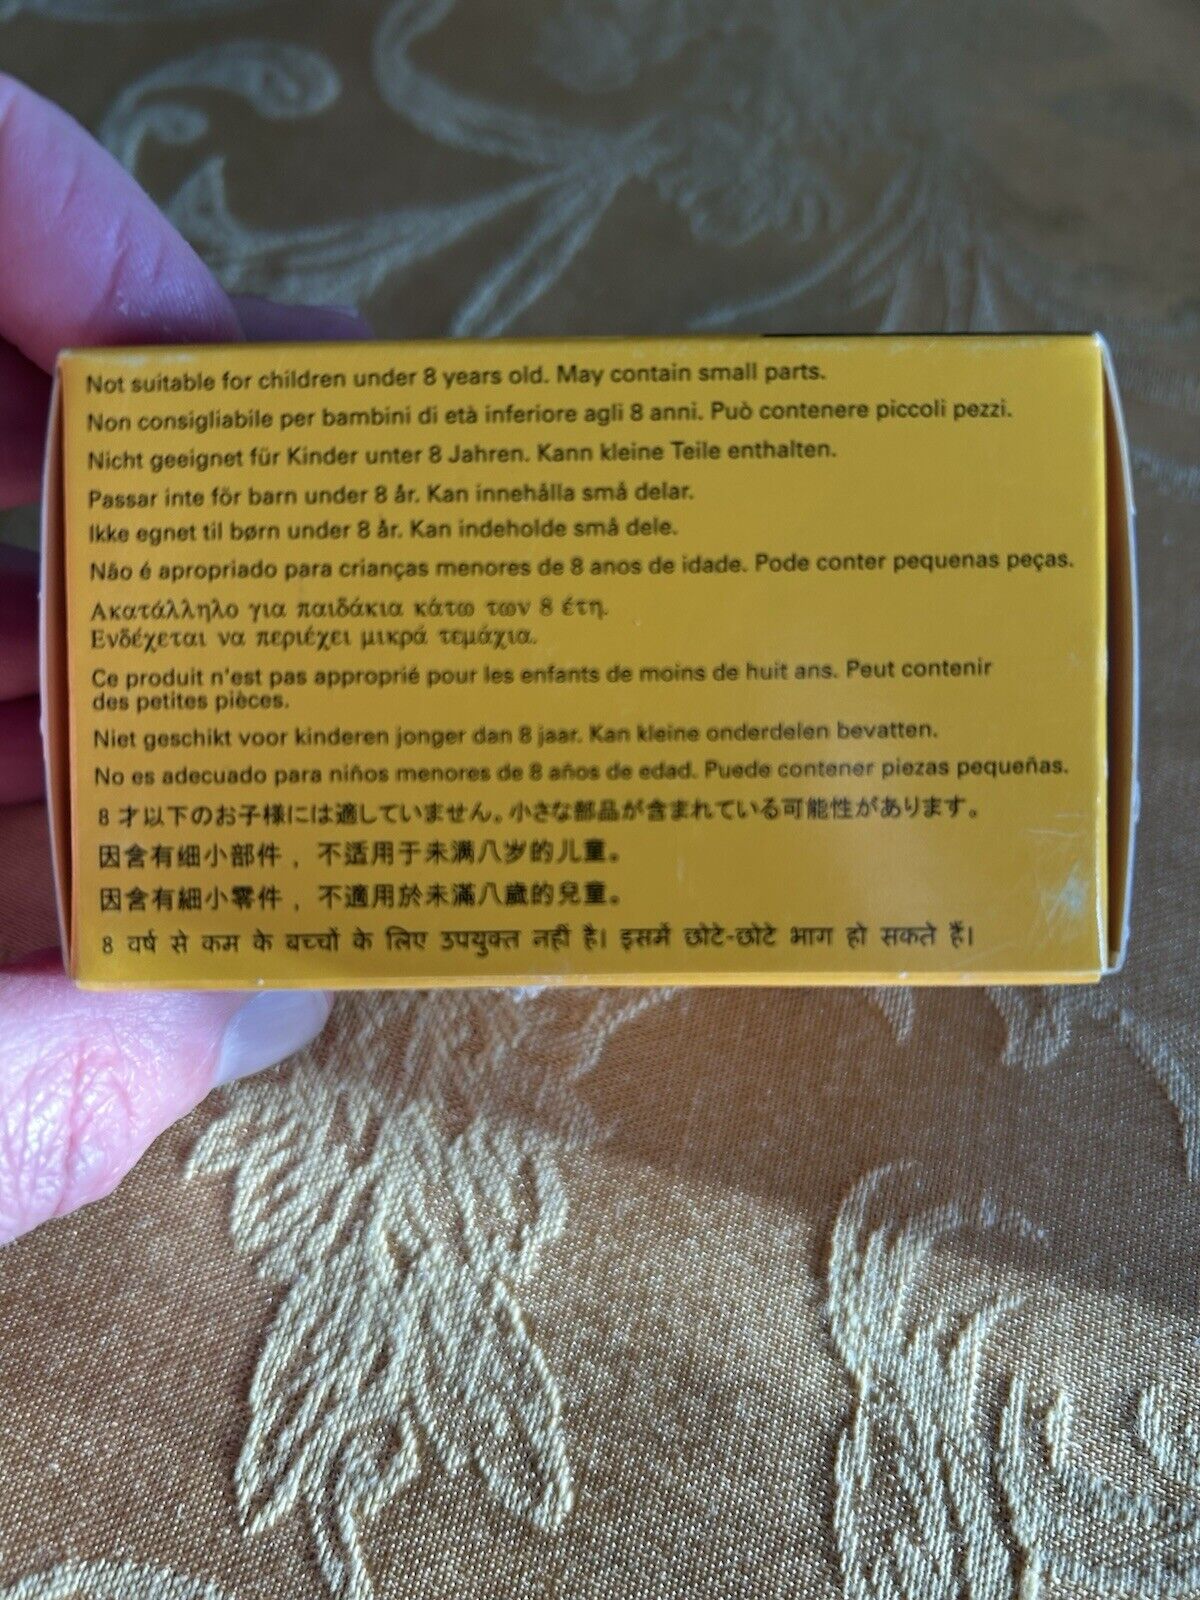 Not suitable for children under 8 years old. May contain small parts.
Non consigliabile per bambini di età inferiore agli 8 anni. Può contenere piccoli pezzi.
Nicht geeignet für Kinder unter 8 Jahren. Kann kleine Teile enthalten.
Passar inte för barn under 8 år. Kan innehålla små delar.
Ikke egnet til børn under 8 år. Kan indeholde små dele.
Não é apropriado para crianças menores de 8 anos de idade. Pode conter pequenas peças.
Ακατάλληλο για παιδάκια κάτω των 8 έτη.
Ενδέχεται να περιέχει μικρά τεμάχια.
Ce produit n'est pas approprié pour les enfants de moins de huit ans. Peut contenir
des petites pièces.
Niet geschikt voor kinderen jonger dan 8 jaar. Kan kleine onderdelen bevatten.
No es adecuado para niños menores de 8 años de edad. Puede contener piezas pequeñas.
8 才以下のお子様には適していません。小さな部品が含まれている可能性があります。
因含有細小部件，不适用于未满八岁的儿童。
因含有細小零件，不適用於未滿八歲的兒童。
8 वर्ष से कम के बच्चों के लिए उपयुक्त नहीं है। इसमें छोटे-छोटे भाग हो सकते हैं।